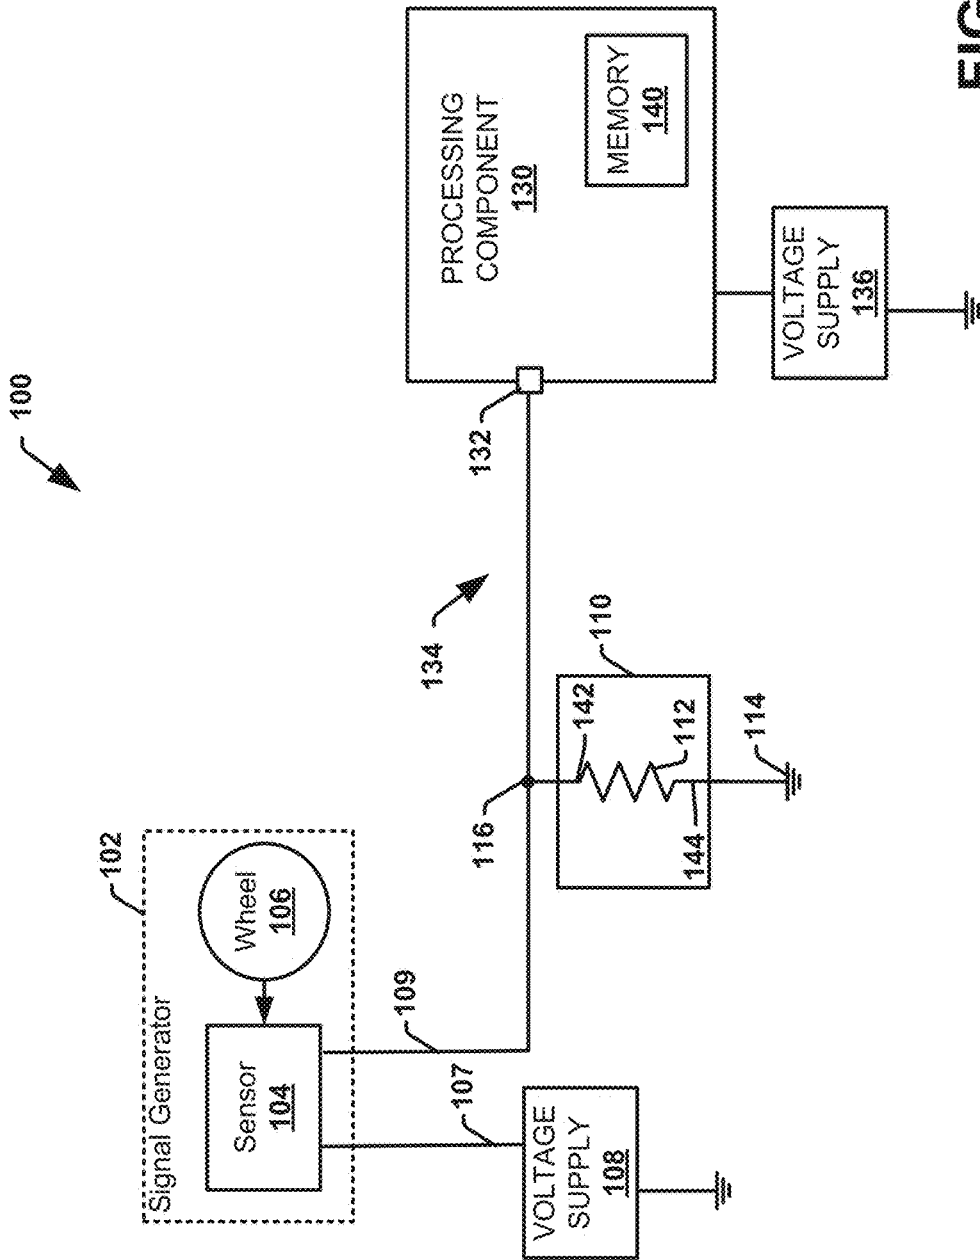 100
102
Signal Generator
Sensor
104
Wheel
106
109
107
134
132
116
PROCESSING
COMPONENT
130
MEMORY
140
VOLTAGE
SUPPLY
108
142
110
112
144
114
VOLTAGE
SUPPLY
136
FIG